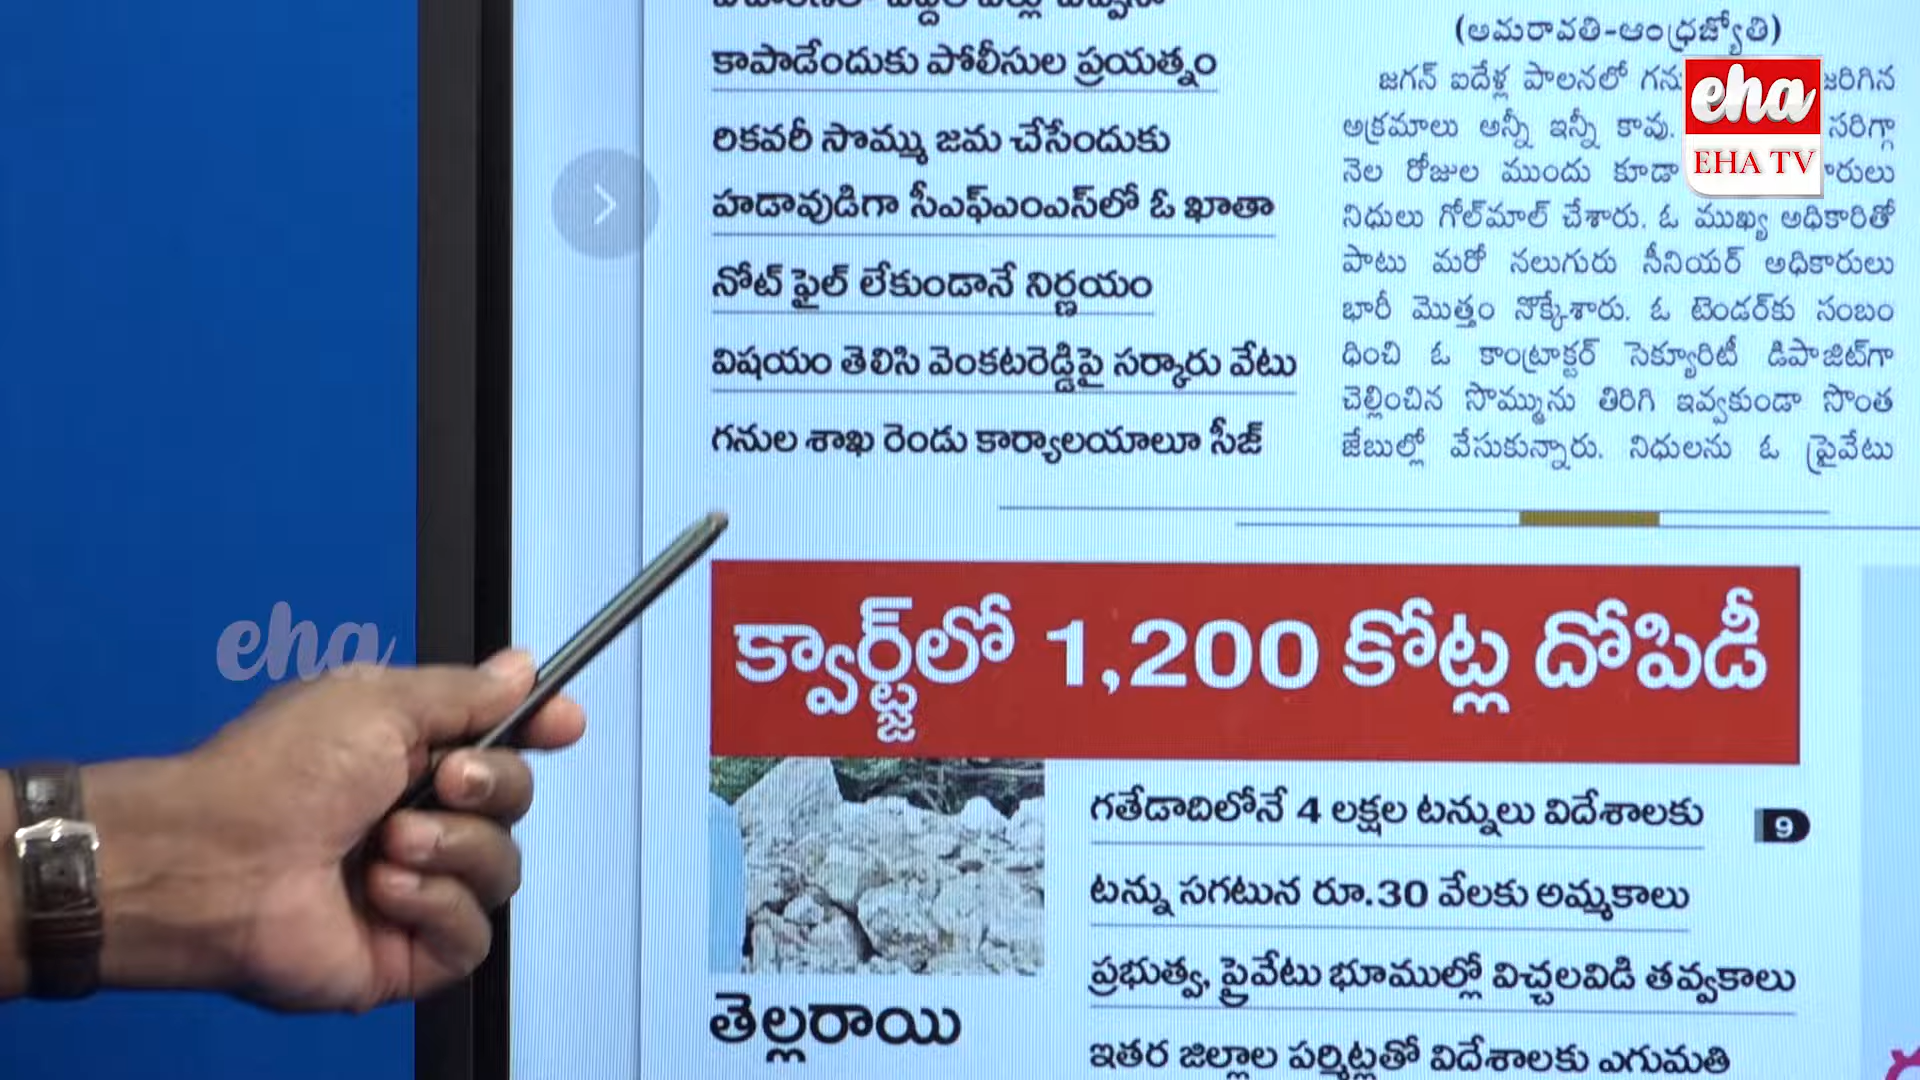 కాపాడేందుకు పోలీసుల ప్రయత్నం
రికవరీ సొమ్ము జమ చేసేందుకు
హడావుడిగా సీఎఫ్ఎంఎస్‌లో ఓ ఖాతా
నోట్ ఫైల్ లేకుండానే నిర్ణయం
విషయం తెలిసి వెంకటరెడ్డిపై సర్కారు వేటు
గనుల శాఖ రెండు కార్యాలయాలూ సీజ్
(అమరావతి-ఆంధ్రజ్యోతి)
జగన్ ఐదేళ్ల పాలనలో జరిగిన
అక్రమాలు అన్నీ ఇన్నీ కావు. సరిగ్గా
నెల రోజుల ముందు కూడా
నిధులు గోల్‌మాల్ చేశారు. ఓ ముఖ్య అధికారితో
పాటు మరో నలుగురు సీనియర్ అధికారులు
భారీ మొత్తం నొక్కేశారు. ఓ టెండర్‌కు సంబం
ధించి ఓ కాంట్రాక్టర్ సెక్యూరిటీ డిపాజిట్‌గా
చెల్లించిన సొమ్మును తిరిగి ఇవ్వకుండా సొంత
జేబుల్లో వేసుకున్నారు. నిధులను ఓ ప్రైవేటు
eha
EHA TV
eha
క్వార్ట్జ్‌లో 1,200 కోట్ల దోపిడీ
గతేడాదిలోనే 4 లక్షల టన్నులు విదేశాలకు
9
టన్ను సగటున రూ.30 వేలకు అమ్మకాలు
ప్రభుత్వ, ప్రైవేటు భూముల్లో విచ్చలవిడి తవ్వకాలు
ఇతర జిల్లాల పర్మిట్లతో విదేశాలకు ఎగుమతి
తెల్లరాయి